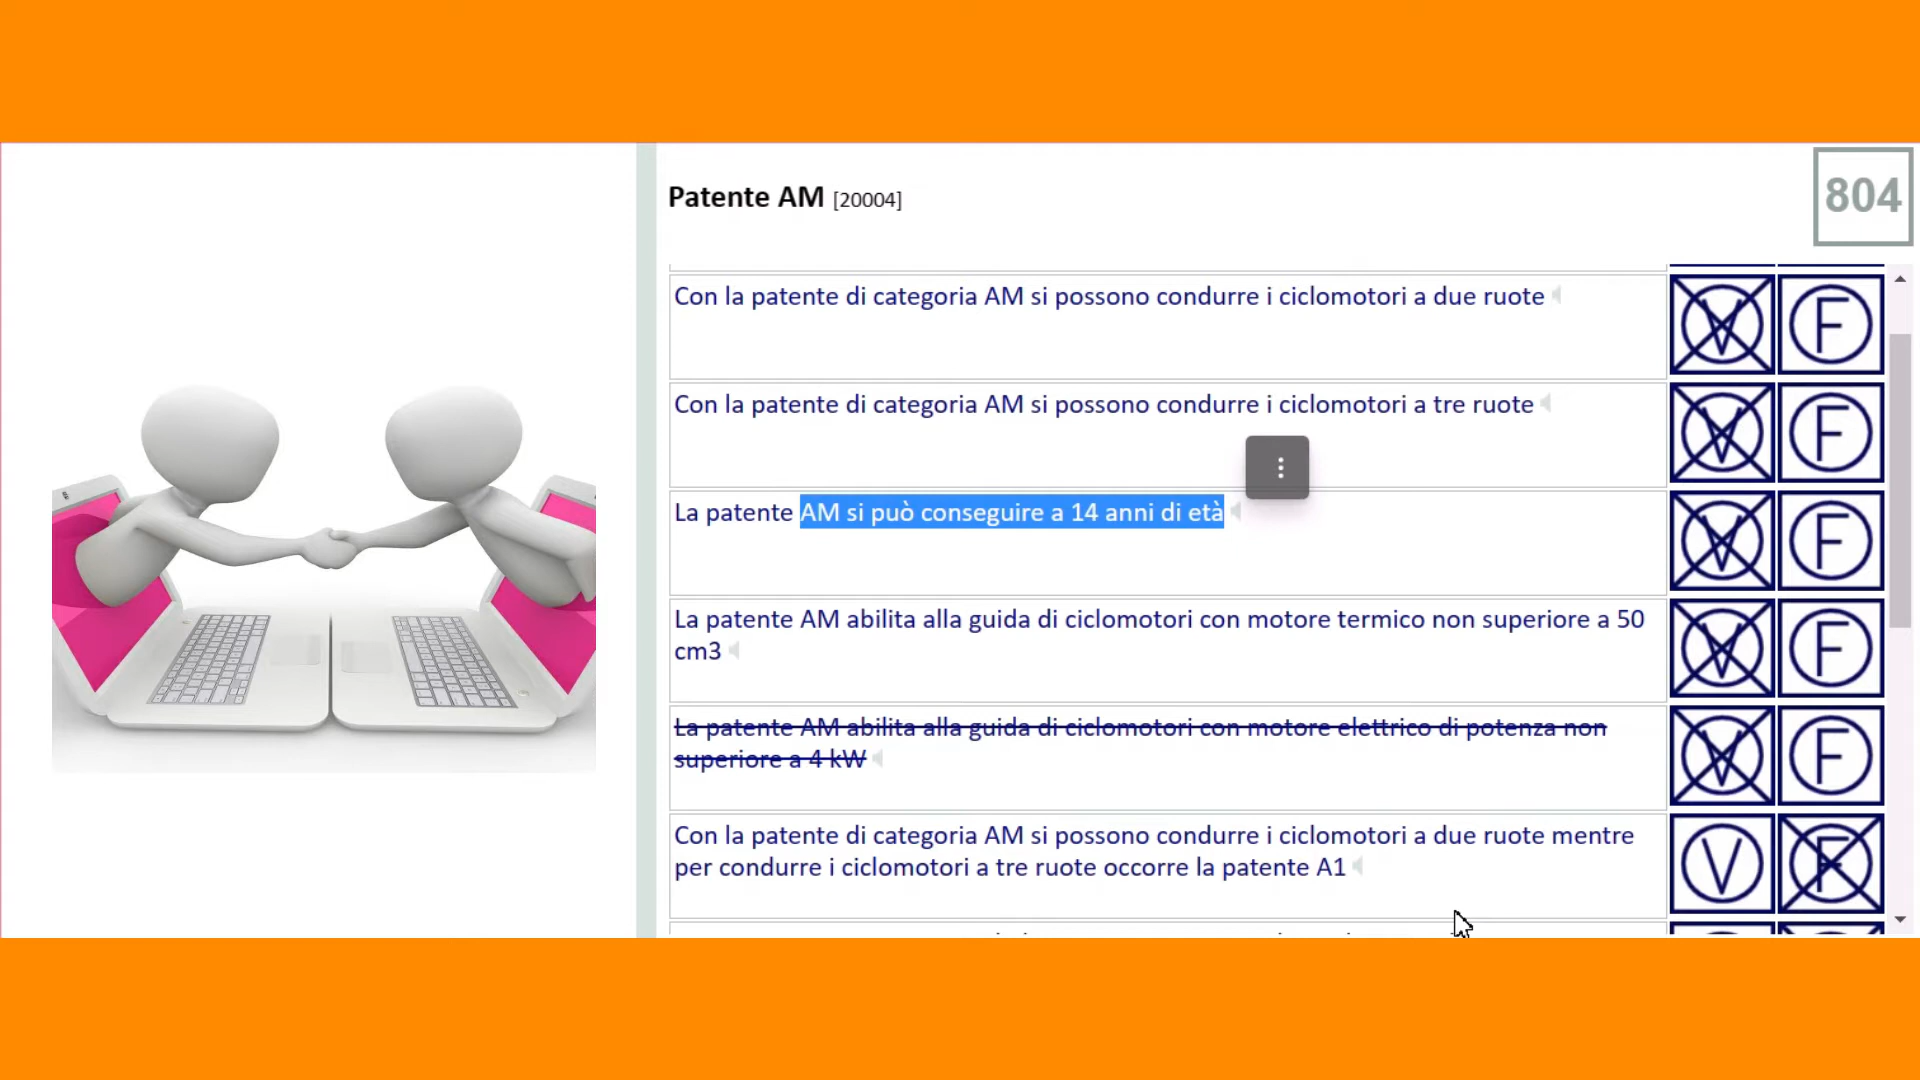 Patente AM [20004]
804
Con la patente di categoria AM si possono condurre i ciclomotori a due ruote
V F
Con la patente di categoria AM si possono condurre i ciclomotori a tre ruote
V F
La patente AM si può conseguire a 14 anni di età
V F
La patente AM abilita alla guida di ciclomotori con motore termico non superiore a 50
cm3
V F
La patente AM abilita alla guida di ciclomotori con motore elettrico di potenza non
superiore a 4 kW
V F
Con la patente di categoria AM si possono condurre i ciclomotori a due ruote mentre
per condurre i ciclomotori a tre ruote occorre la patente A1
V F